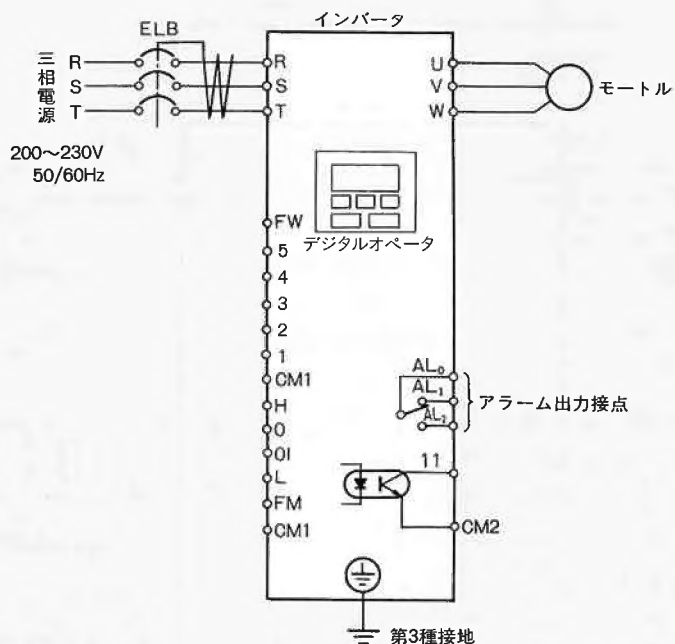 インバータ
ELB
三相電源
R
S
T
R
S
T
U
V
W
モートル
200～230V
50/60Hz
デジタルオペータ
FW
5
4
3
2
1
CM1
H
O
OI
L
FM
CM1
AL₀
AL₁
AL₂
アラーム出力接点
11
CM2
第3種接地